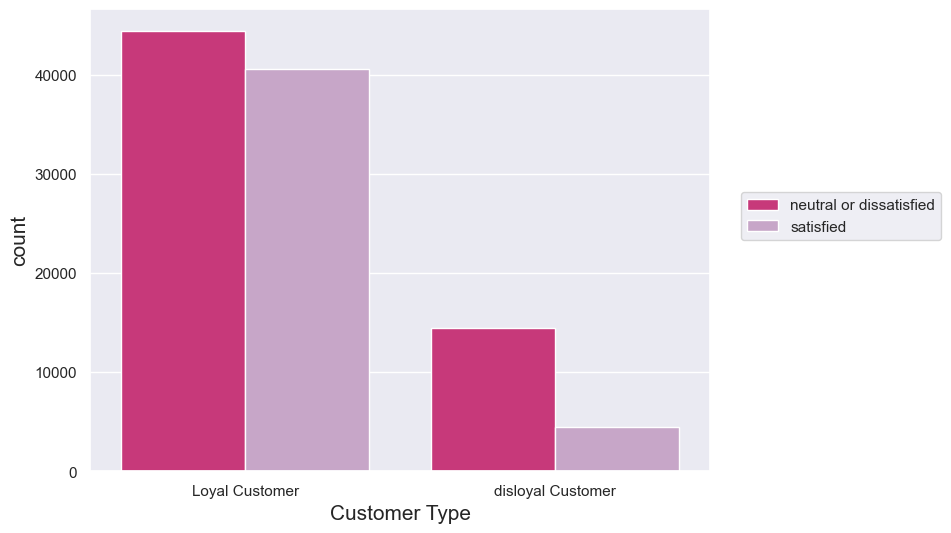 40000
30000
20000
10000
0
count
Loyal Customer
disloyal Customer
Customer Type
neutral or dissatisfied
satisfied